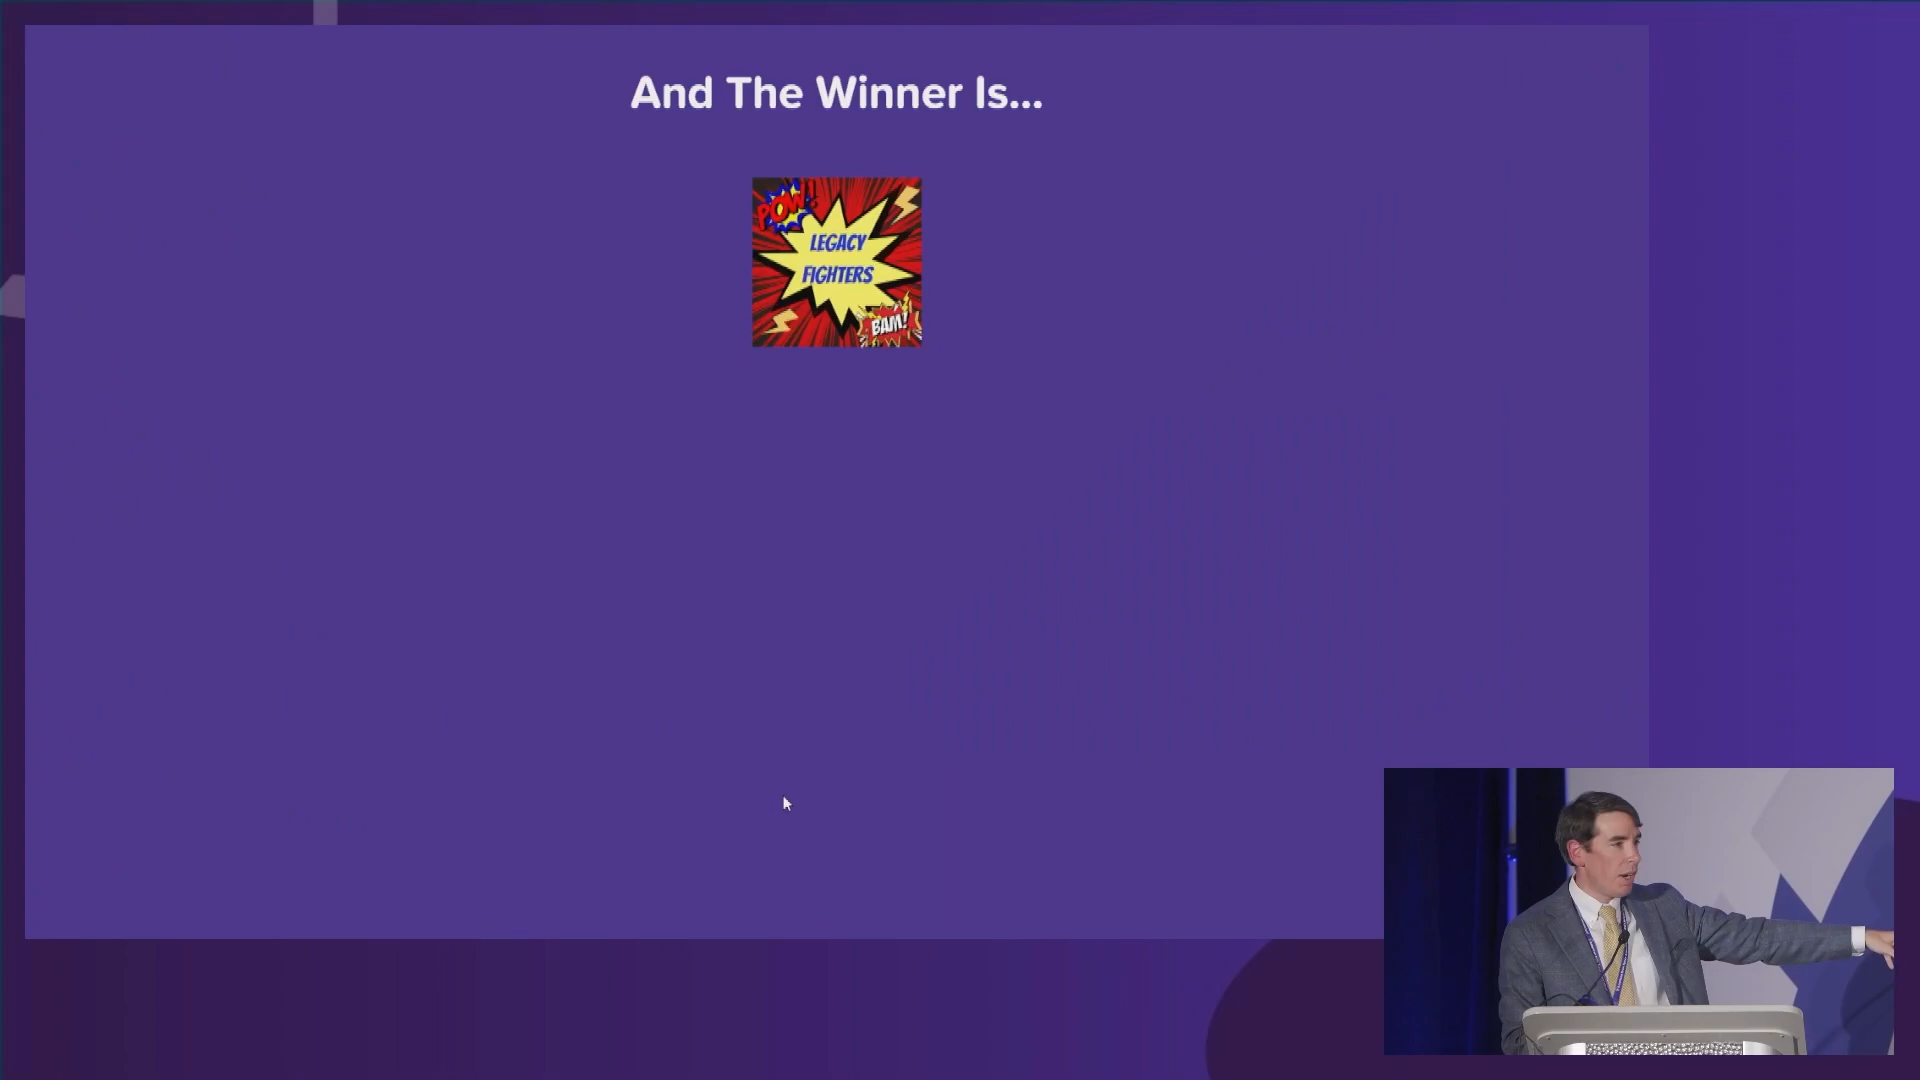 And The Winner Is...
POW!
LEGACY
FIGHTERS
BAM!